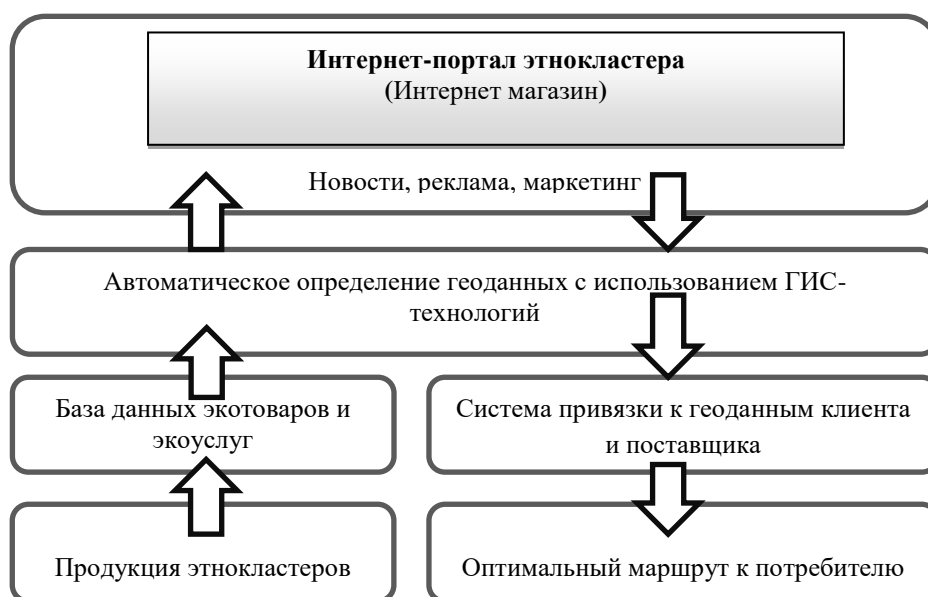 Интернет-портал этнокластера
(Интернет магазин)
Новости, реклама, маркетинг
Автоматическое определение геоданных с использованием ГИС-
технологий
База данных экотоваров и
экоуслуг
Система привязки к геоданным клиента
и поставщика
Продукция этнокластеров
Оптимальный маршрут к потребителю